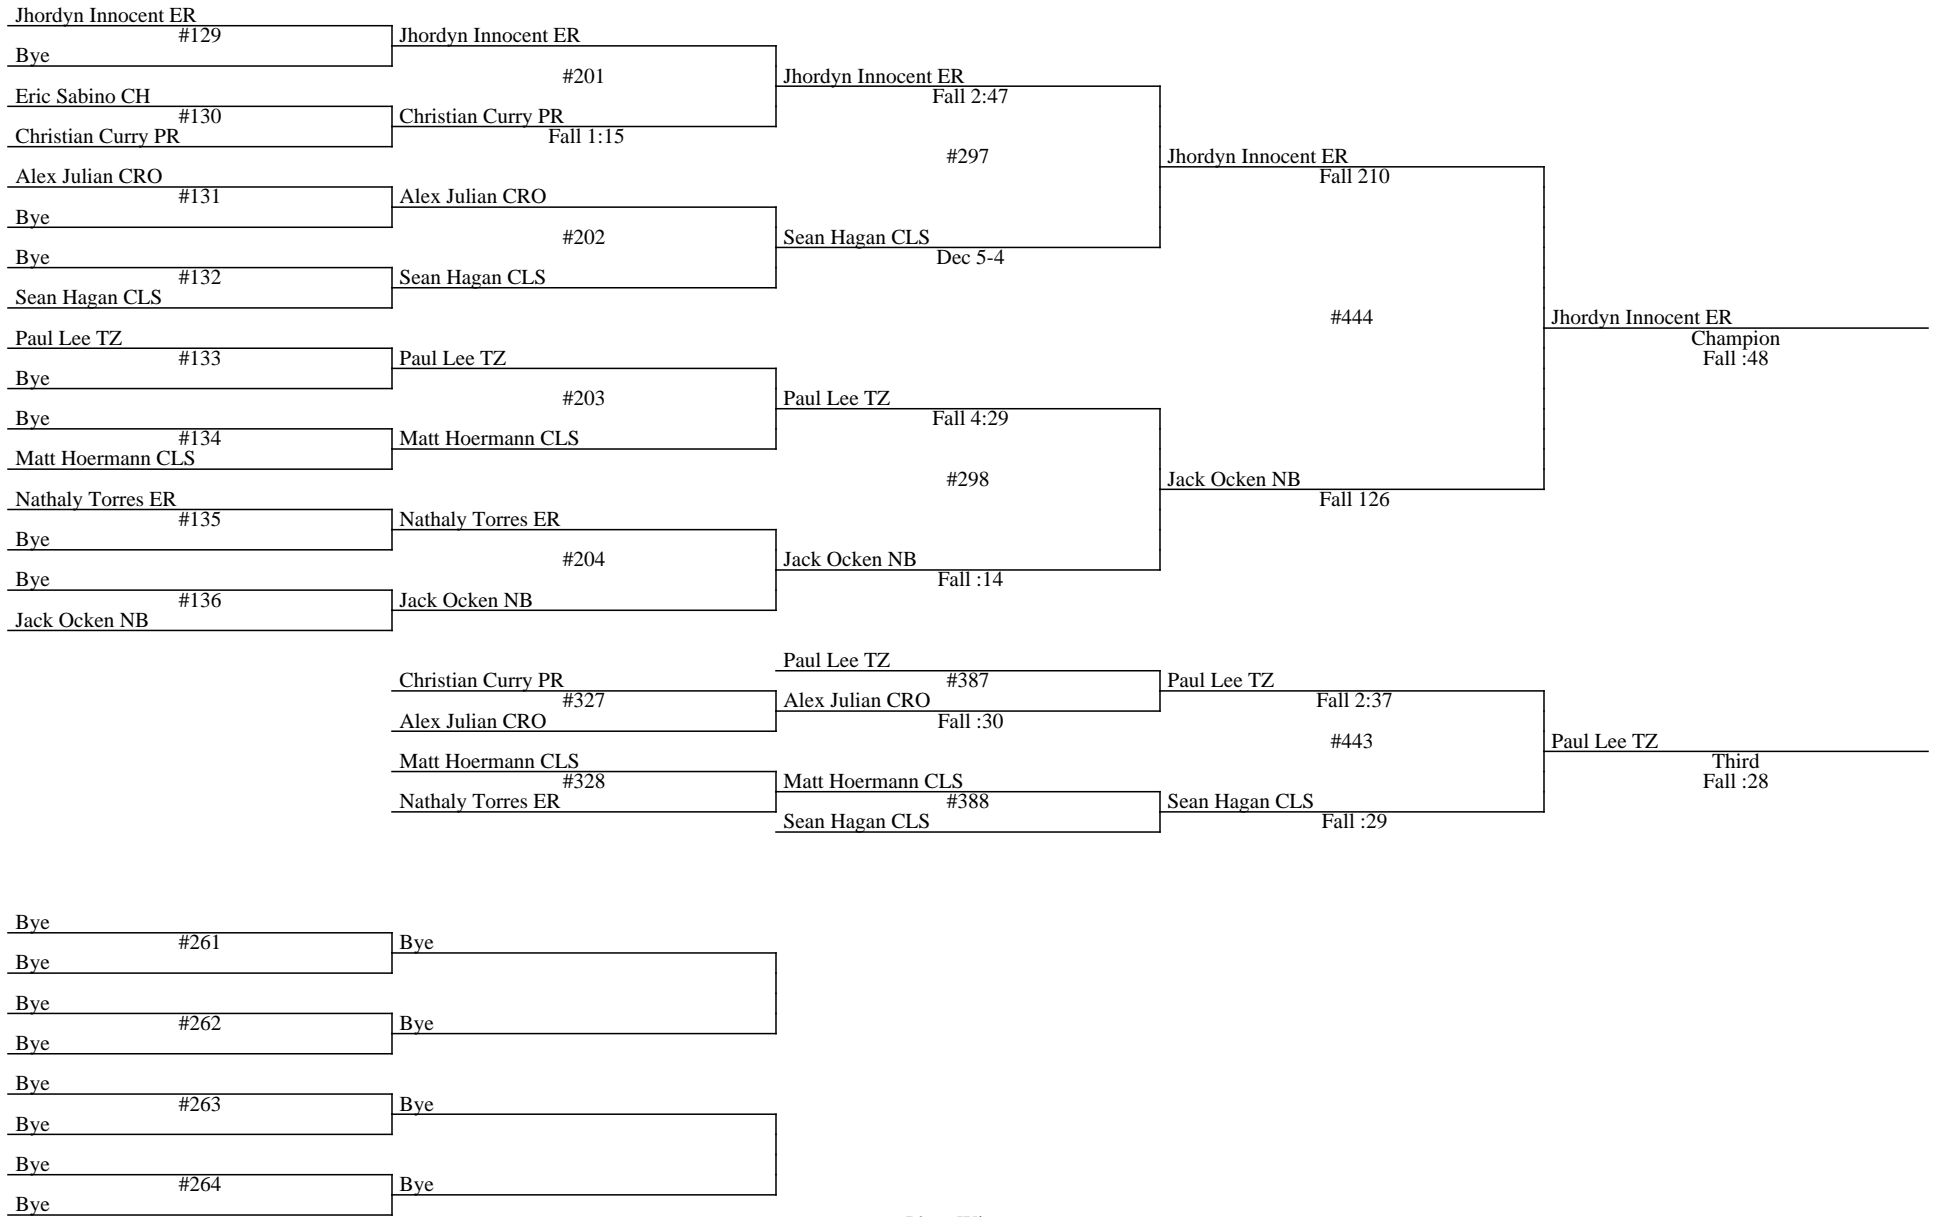 Jhordyn Innocent ER
#129
Bye
Jhordyn Innocent ER
#201
Jhordyn Innocent ER
Fall 2:47
Eric Sabino CH
#130
Christian Curry PR
Christian Curry PR
Fall 1:15
#297
Jhordyn Innocent ER
Fall 210
Alex Julian CRO
#131
Bye
Alex Julian CRO
#202
Sean Hagan CLS
Dec 5-4
Bye
#132
Sean Hagan CLS
Sean Hagan CLS
#444
Jhordyn Innocent ER
Champion
Fall :48
Paul Lee TZ
#133
Bye
Paul Lee TZ
#203
Paul Lee TZ
Fall 4:29
Bye
#134
Matt Hoermann CLS
Matt Hoermann CLS
#298
Jack Ocken NB
Fall 126
Nathaly Torres ER
#135
Bye
Nathaly Torres ER
#204
Jack Ocken NB
Fall :14
Bye
#136
Jack Ocken NB
Jack Ocken NB
Paul Lee TZ
#387
Christian Curry PR
#327
Alex Julian CRO
Alex Julian CRO
Fall :30
Paul Lee TZ
Fall 2:37
#443
Paul Lee TZ
Third
Fall :28
Matt Hoermann CLS
#328
Nathaly Torres ER
Matt Hoermann CLS
#388
Sean Hagan CLS
Sean Hagan CLS
Fall :29
Bye
#261
Bye
Bye
Bye
#262
Bye
Bye
Bye
#263
Bye
Bye
Bye
#264
Bye
Bye